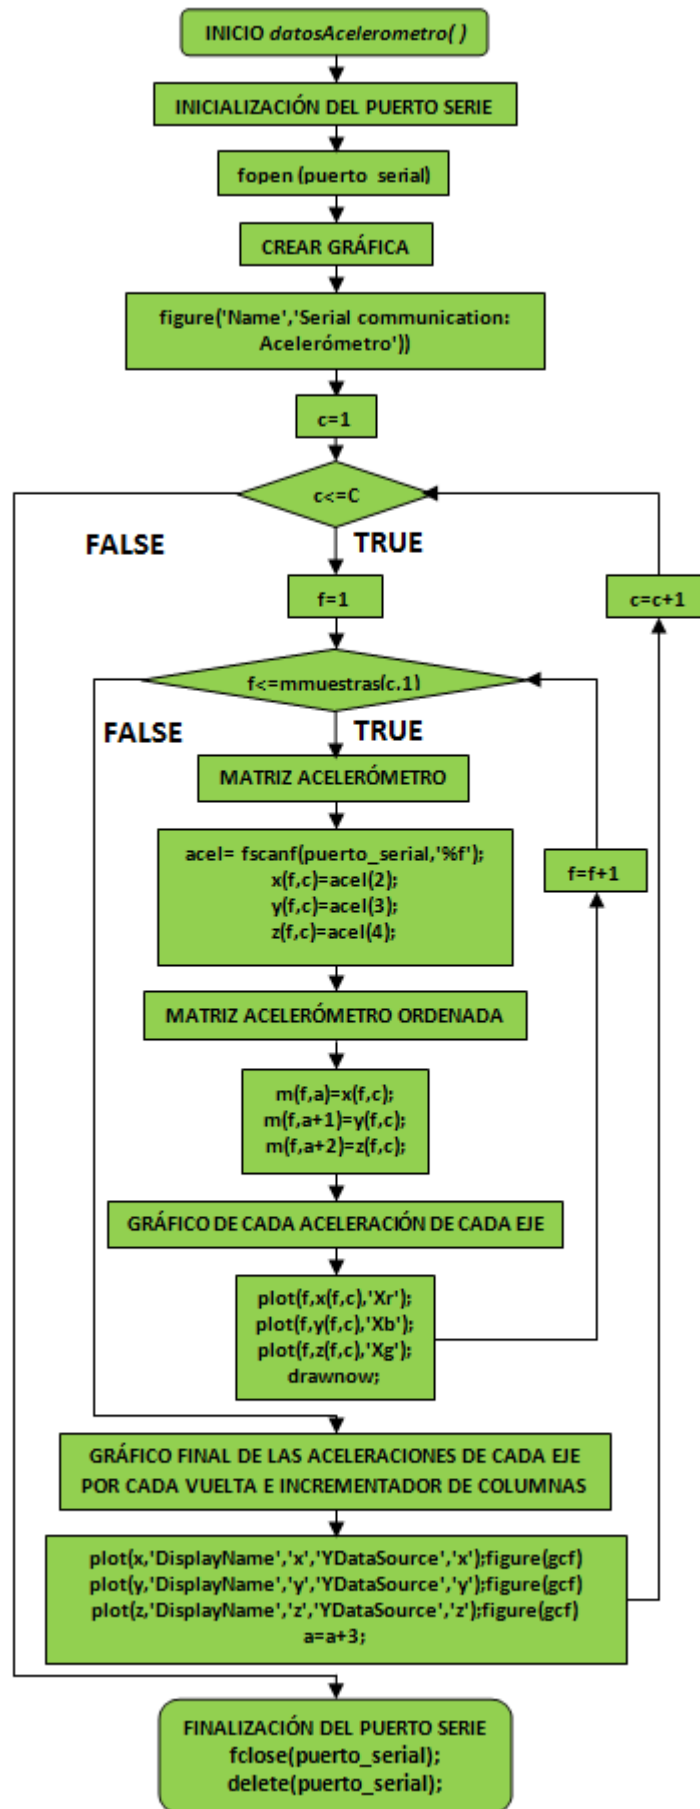 INICIO datosAcelerometro( )
INICIALIZACIÓN DEL PUERTO SERIE
fopen (puerto_serial)
CREAR GRÁFICA
figure('Name','Serial communication:
Acelerómetro'))
c=1
c<=C
FALSE
TRUE
f=1
c=c+1
f<=mmuestras(c,1)
FALSE
TRUE
MATRIZ ACELERÓMETRO
acel= fscanf(puerto_serial,'%f');
x(f,c)=acel(2);
y(f,c)=acel(3);
z(f,c)=acel(4);
f=f+1
MATRIZ ACELERÓMETRO ORDENADA
m(f,a)=x(f,c);
m(f,a+1)=y(f,c);
m(f,a+2)=z(f,c);
GRÁFICO DE CADA ACELERACIÓN DE CADA EJE
plot(f,x(f,c),'Xr');
plot(f,y(f,c),'Xb');
plot(f,z(f,c),'Xg');
drawnow;
GRÁFICO FINAL DE LAS ACELERACIONES DE CADA EJE
POR CADA VUELTA E INCREMENTADOR DE COLUMNAS
plot(x,'DisplayName','x','YDataSource','x');figure(gcf)
plot(y,'DisplayName','y','YDataSource','y');figure(gcf)
plot(z,'DisplayName','z','YDataSource','z');figure(gcf)
a=a+3;
FINALIZACIÓN DEL PUERTO SERIE
fclose(puerto_serial);
delete(puerto_serial);